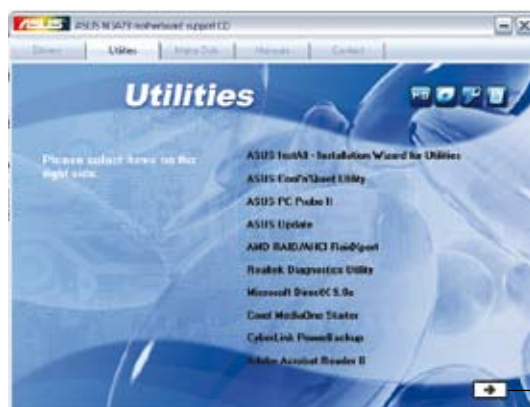 ASUS
ASUS M3A78 motherboard support CD
Drivers Utilities Make Disk Manuals Contact
Utilities
Please select items on the
right side.
ASUS InstAll - Installation Wizard for Utilities
ASUS Cool'n'Quiet Utility
ASUS PC Probe II
ASUS Update
AMD RAID/AHCI RaidXpert
Realtek Diagnostics Utility
Microsoft DirectX 9.0c
Corel MediaOne Starter
CyberLink PowerBackup
Adobe Acrobat Reader 8